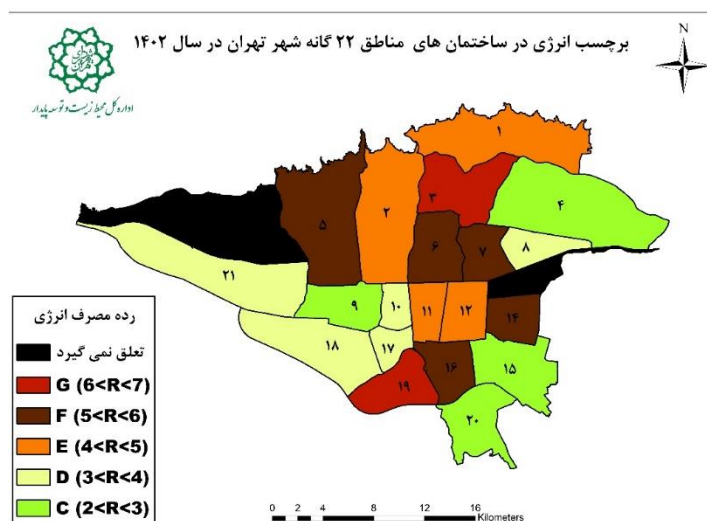 برچسب انرژی در ساختمان های مناطق ۲۲ گانه شهر تهران در سال ۱۴۰۲
N
اداره کل محیط زیست و توسعه پایدار
۱
۲
۳
۴
۵
۶
۷
۸
۲۱
۹
۱۰
۱۱
۱۲
۱۴
۱۸
۱۷
۱۶
۱۵
۱۹
۲۰
رده مصرف انرژی
تعلق نمی گیرد
G (6<R<7)
F (5<R<6)
E (4<R<5)
D (3<R<4)
C (2<R<3)
0 2 4 8 12 16
Kilometers